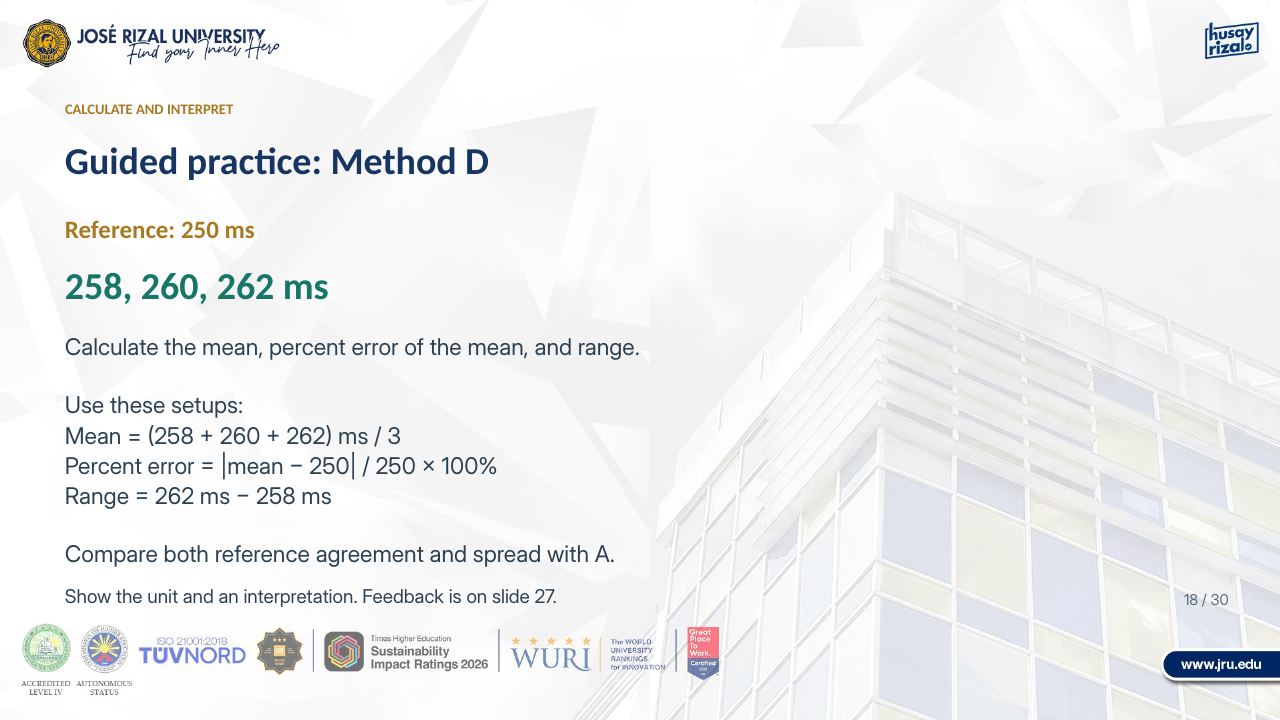 JOSÉ RIZAL UNIVERSITY
Find your Inner Hero
husay
rizal
CALCULATE AND INTERPRET
Guided practice: Method D
Reference: 250 ms
258, 260, 262 ms
Calculate the mean, percent error of the mean, and range.
Use these setups:
Mean = (258 + 260 + 262) ms / 3
Percent error = |mean − 250| / 250 × 100%
Range = 262 ms − 258 ms
Compare both reference agreement and spread with A.
Show the unit and an interpretation. Feedback is on slide 27.
18 / 30
ACCREDITED
LEVEL IV
AUTONOMOUS
STATUS
ISO 21001:2018
TÜVNORD
Times Higher Education
Sustainability
Impact Ratings 2026
WURI
The WORLD
UNIVERSITY
RANKINGS
for INNOVATION
Great
Place
To
Work.
Certified
www.jru.edu